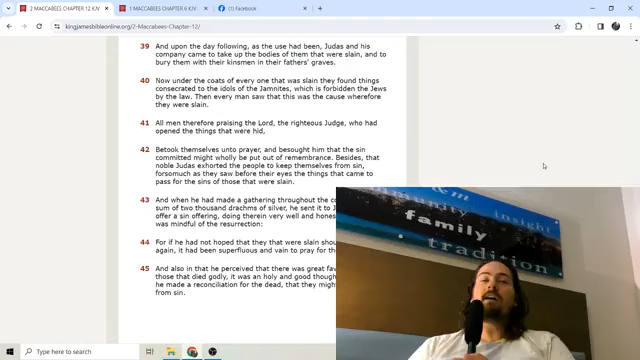 2 MACCABEES CHAPTER 12 KJV
1 MACCABEES CHAPTER 6 KJV
(1) Facebook
kingjamesbibleonline.org/2-Maccabees-Chapter-12/
39 And upon the day following, as the use had been, Judas and his
company came to take up the bodies of them that were slain, and to
bury them with their kinsmen in their fathers' graves.
40 Now under the coats of every one that was slain they found things
consecrated to the idols of the Jamnites, which is forbidden the Jews
by the law. Then every man saw that this was the cause wherefore
they were slain.
41 All men therefore praising the Lord, the righteous Judge, who had
opened the things that were hid,
42 Betook themselves unto prayer, and besought him that the sin
committed might wholly be put out of remembrance. Besides, that
noble Judas exhorted the people to keep themselves from sin,
forsomuch as they saw before their eyes the things that came to
pass for the sins of those that were slain.
43 And when he had made a gathering throughout the
sum of two thousand drachms of silver, he sent it to
offer a sin offering, doing therein very well and
was mindful of the resurrection:
44 For if he had not hoped that they that were slain
again, it had been superfluous and vain to pray for
45 And also in that he perceived that there was great
those that died godly, it was an holy and good
he made a reconciliation for the dead, that they
from sin.
community
insight
family
tradition
Type here to search